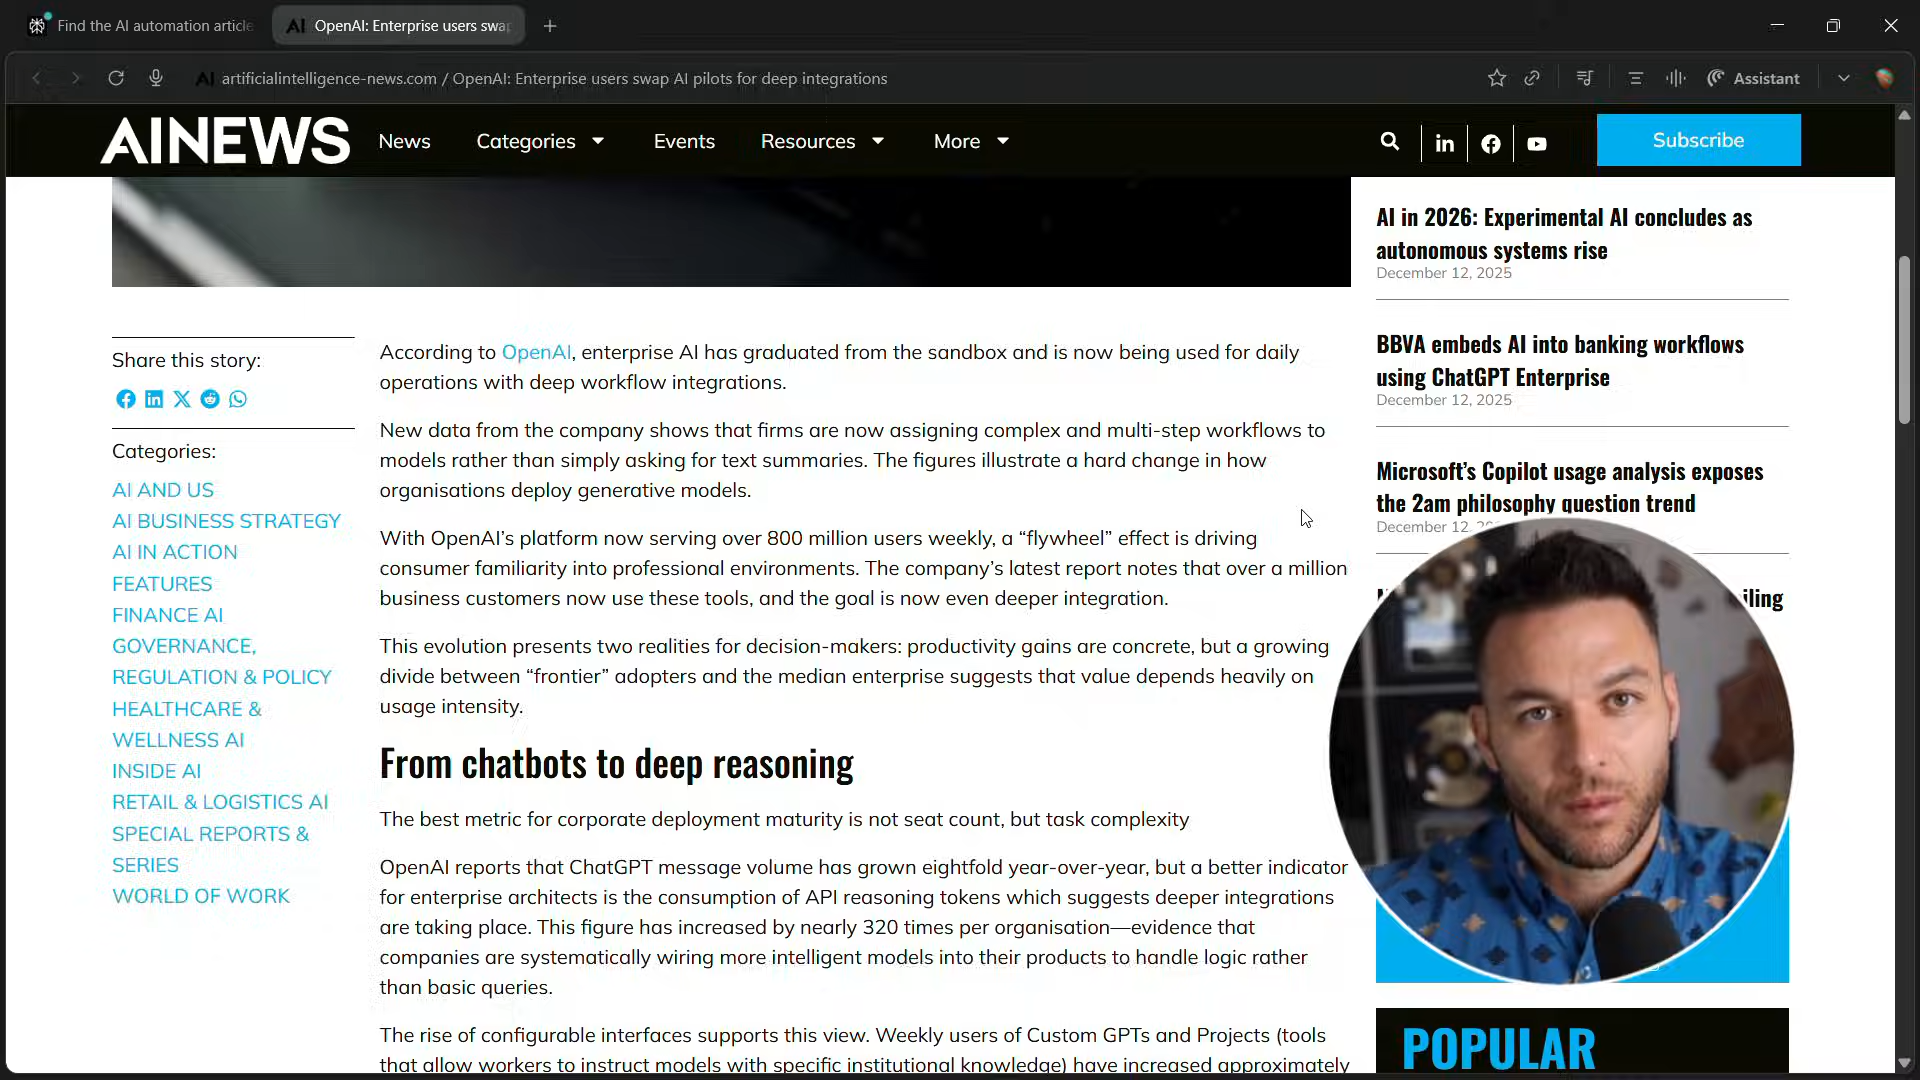 Find the AI automation article
OpenAI: Enterprise users swap
artificialintelligence-news.com / OpenAI: Enterprise users swap AI pilots for deep integrations
Assistant
AINEWS
News
Categories
Events
Resources
More
Subscribe
Share this story:
Categories:
AI AND US
AI BUSINESS STRATEGY
AI IN ACTION
FEATURES
FINANCE AI
GOVERNANCE,
REGULATION & POLICY
HEALTHCARE &
WELLNESS AI
INSIDE AI
RETAIL & LOGISTICS AI
SPECIAL REPORTS &
SERIES
WORLD OF WORK
According to OpenAI, enterprise AI has graduated from the sandbox and is now being used for daily
operations with deep workflow integrations.
New data from the company shows that firms are now assigning complex and multi-step workflows to
models rather than simply asking for text summaries. The figures illustrate a hard change in how
organisations deploy generative models.
With OpenAI’s platform now serving over 800 million users weekly, a “flywheel” effect is driving
consumer familiarity into professional environments. The company’s latest report notes that over a million
business customers now use these tools, and the goal is now even deeper integration.
This evolution presents two realities for decision-makers: productivity gains are concrete, but a growing
divide between “frontier” adopters and the median enterprise suggests that value depends heavily on
usage intensity.
From chatbots to deep reasoning
The best metric for corporate deployment maturity is not seat count, but task complexity
OpenAI reports that ChatGPT message volume has grown eightfold year-over-year, but a better indicator
for enterprise architects is the consumption of API reasoning tokens which suggests deeper integrations
are taking place. This figure has increased by nearly 320 times per organisation—evidence that
companies are systematically wiring more intelligent models into their products to handle logic rather
than basic queries.
The rise of configurable interfaces supports this view. Weekly users of Custom GPTs and Projects (tools
that allow workers to instruct models with specific institutional knowledge) have increased approximately
AI in 2026: Experimental AI concludes as
autonomous systems rise
December 12, 2025
BBVA embeds AI into banking workflows
using ChatGPT Enterprise
December 12, 2025
Microsoft’s Copilot usage analysis exposes
the 2am philosophy question trend
December 12,
iling
POPULAR